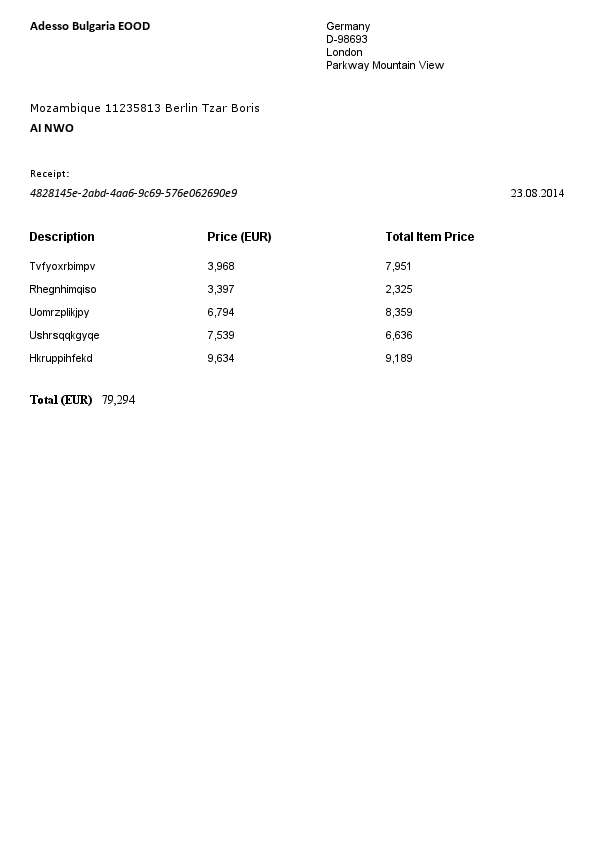 Adesso Bulgaria EOOD
Germany
D-98693
London
Parkway Mountain View
Mozambique 11235813 Berlin Tzar Boris
AI NWO
Receipt:
4828145e-2abd-4aa6-9c69-576e062690e9 23.08.2014
Description Price (EUR) Total Item Price
Tvfyoxrbimpv 3,968 7,951
Rhegnhimqiso 3,397 2,325
Uomrzplikjpy 6,794 8,359
Ushrsqqkgyqe 7,539 6,636
Hkruppihfekd 9,634 9,189
Total (EUR) 79,294